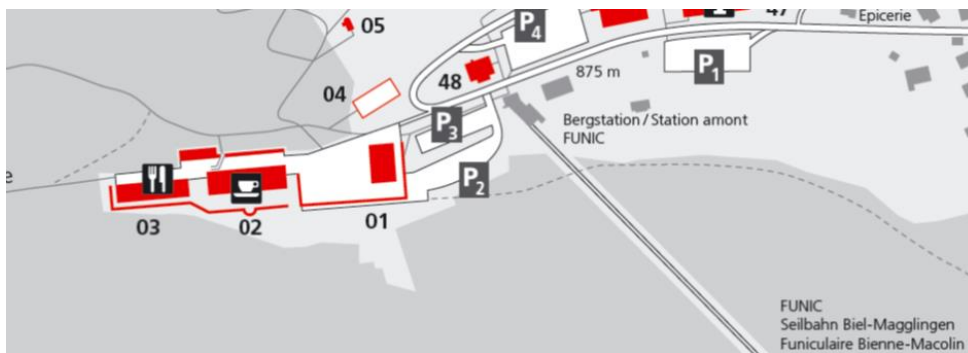 05
P4
47
Epicerie
P1
875 m
48
04
P3
Bergstation / Station amont
FUNIC
P2
e
03
02
01
FUNIC
Seilbahn Biel-Magglingen
Funiculaire Bienne-Macolin